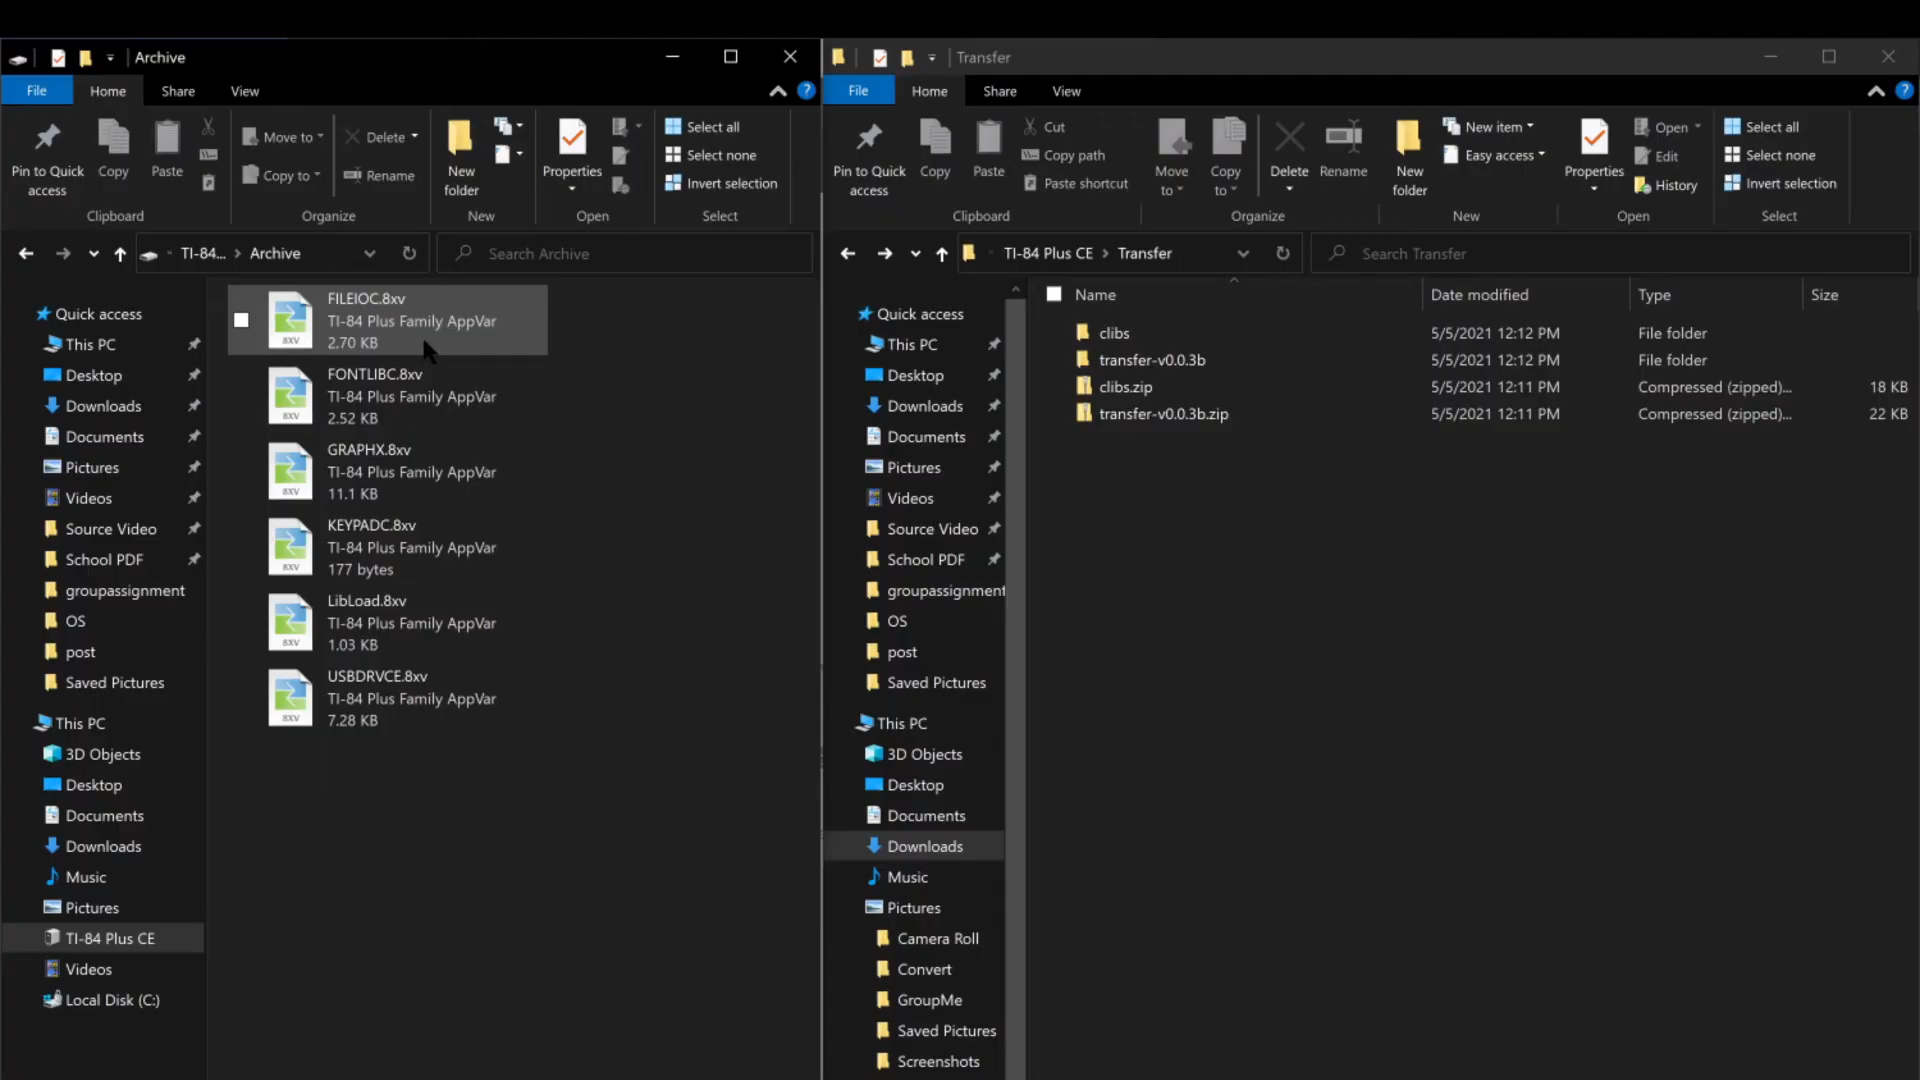 Archive
File
Home
Share
View
?
Pin to Quick
access
Copy
Paste
Clipboard
Move to
Copy to
Delete
Rename
Organize
New
folder
New
Properties
Open
Select all
Select none
Invert selection
Select
TI-84...
Archive
Search Archive
Quick access
This PC
Desktop
Downloads
Documents
Pictures
Videos
Source Video
School PDF
groupassignment
OS
post
Saved Pictures
This PC
3D Objects
Desktop
Documents
Downloads
Music
Pictures
TI-84 Plus CE
Videos
Local Disk (C:)
FILEIOC.8xv
TI-84 Plus Family AppVar
2.70 KB
8XV
FONTLIBC.8xv
TI-84 Plus Family AppVar
2.52 KB
8XV
GRAPHX.8xv
TI-84 Plus Family AppVar
11.1 KB
8XV
KEYPADC.8xv
TI-84 Plus Family AppVar
177 bytes
8XV
LibLoad.8xv
TI-84 Plus Family AppVar
1.03 KB
8XV
USBDRVCE.8xv
TI-84 Plus Family AppVar
7.28 KB
8XV
Transfer
File
Home
Share
View
?
Pin to Quick
access
Copy
Paste
Cut
Copy path
Paste shortcut
Clipboard
Move
to
Copy
to
Delete
Rename
Organize
New
folder
New item
Easy access
New
Properties
Open
Edit
History
Open
Select all
Select none
Invert selection
Select
TI-84 Plus CE
Transfer
Search Transfer
Quick access
This PC
Desktop
Downloads
Documents
Pictures
Videos
Source Video
School PDF
groupassignment
OS
post
Saved Pictures
This PC
3D Objects
Desktop
Documents
Downloads
Music
Pictures
Camera Roll
Convert
GroupMe
Saved Pictures
Screenshots
Name Date modified Type Size
clibs 5/5/2021 12:12 PM File folder
transfer-v0.0.3b 5/5/2021 12:12 PM File folder
clibs.zip 5/5/2021 12:11 PM Compressed (zipped)... 18 KB
transfer-v0.0.3b.zip 5/5/2021 12:11 PM Compressed (zipped)... 22 KB